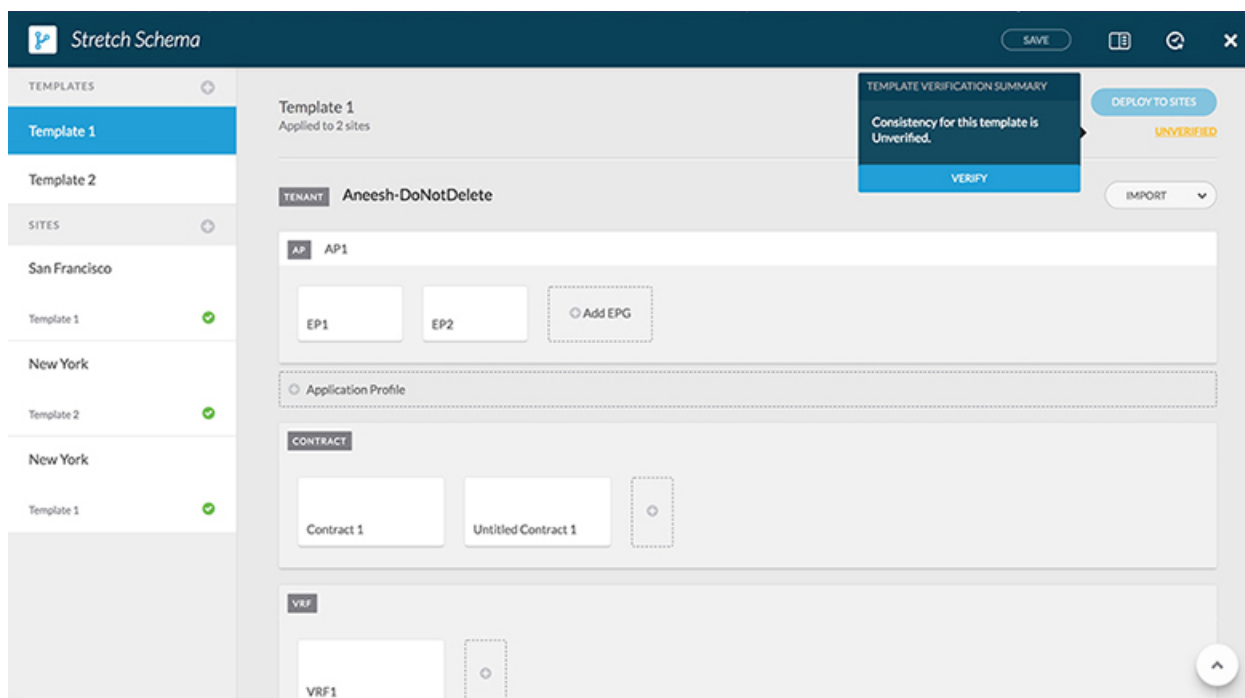 Stretch Schema
SAVE
TEMPLATES
Template 1
Template 2
SITES
San Francisco
Template 1
New York
Template 2
New York
Template 1
Template 1
Applied to 2 sites
TEMPLATE VERIFICATION SUMMARY
Consistency for this template is
Unverified.
VERIFY
DEPLOY TO SITES
UNVERIFIED
TENANT Aneesh-DoNotDelete
IMPORT
AP AP1
EP1
EP2
Add EPG
Application Profile
CONTRACT
Contract 1
Untitled Contract 1
VRF
VRF1